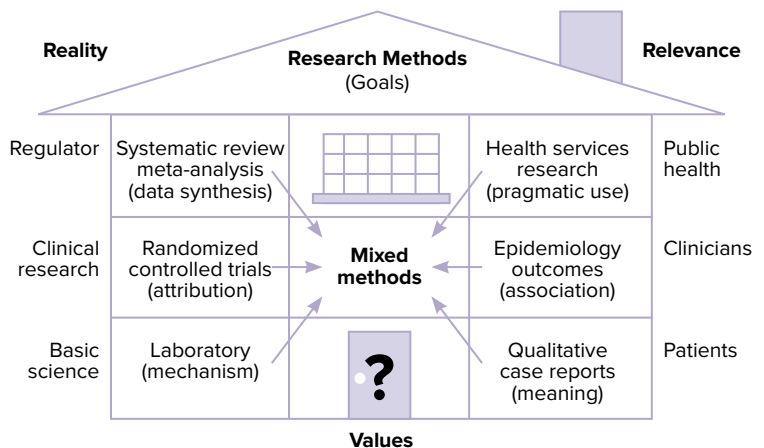 Reality
Research Methods
(Goals)
Relevance
Regulator
Systematic review
meta-analysis
(data synthesis)
Health services
research
(pragmatic use)
Public
health
Clinical
research
Randomized
controlled trials
(attribution)
Mixed
methods
Epidemiology
outcomes
(association)
Clinicians
Basic
science
Laboratory
(mechanism)
?
Qualitative
case reports
(meaning)
Patients
Values